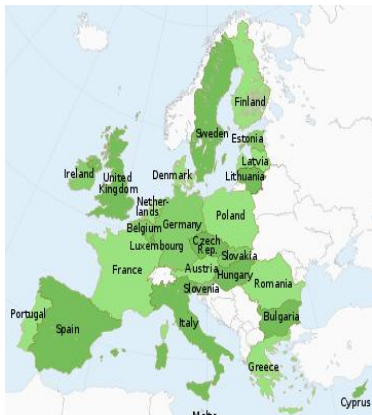 Finland
Sweden
Estonia
Latvia
Lithuania
Ireland
United
Kingdom
Denmark
Nether-
lands
Belgium
Germany
Poland
Luxembourg
Czech
Rep.
Slovakia
France
Austria
Hungary
Slovenia
Romania
Italy
Bulgaria
Portugal
Spain
Greece
Cyprus